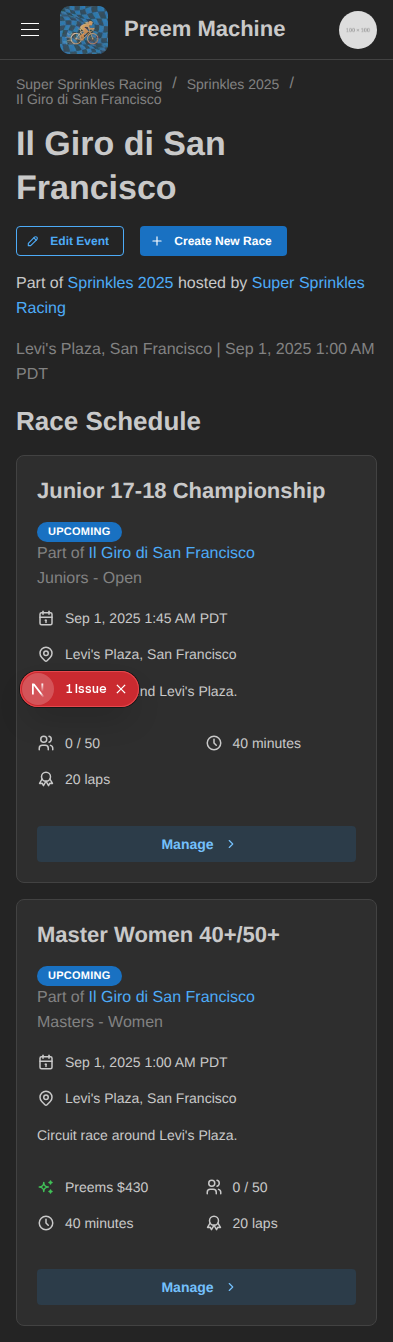 Preem Machine
100 × 100
Super Sprinkles Racing / Sprinkles 2025 /
Il Giro di San Francisco
Il Giro di San
Francisco
Edit Event
Create New Race
Part of Sprinkles 2025 hosted by Super Sprinkles
Racing
Levi's Plaza, San Francisco | Sep 1, 2025 1:00 AM
PDT
Race Schedule
Junior 17-18 Championship
UPCOMING
Part of Il Giro di San Francisco
Juniors - Open
Sep 1, 2025 1:45 AM PDT
Levi's Plaza, San Francisco
N 1 Issue
nd Levi's Plaza.
0 / 50
40 minutes
20 laps
Manage
Master Women 40+/50+
UPCOMING
Part of Il Giro di San Francisco
Masters - Women
Sep 1, 2025 1:00 AM PDT
Levi's Plaza, San Francisco
Circuit race around Levi's Plaza.
Preems $430
0 / 50
40 minutes
20 laps
Manage